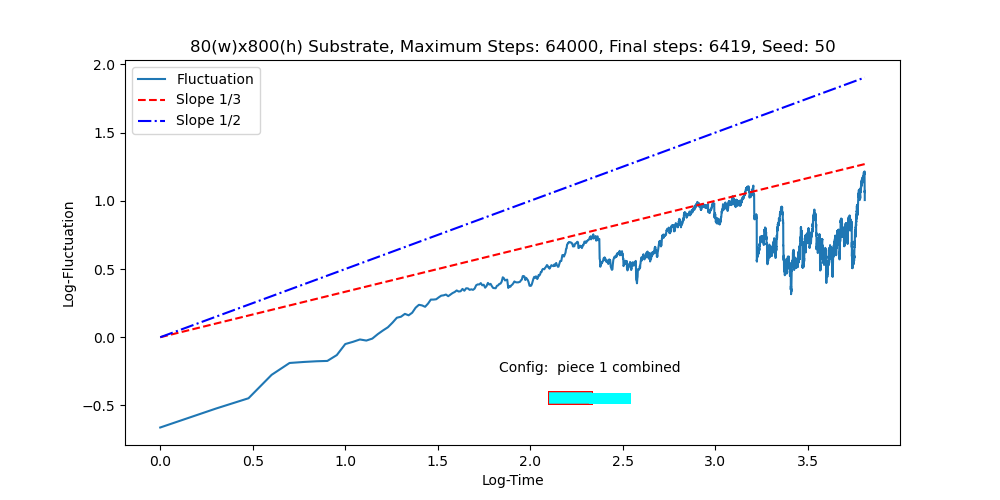 80(w)x800(h) Substrate, Maximum Steps: 64000, Final steps: 6419, Seed: 50
2.0
1.5
1.0
0.5
0.0
−0.5
Log-Fluctuation
Fluctuation
Slope 1/3
Slope 1/2
Config:  piece 1 combined
0.0
0.5
1.0
1.5
2.0
2.5
3.0
3.5
Log-Time